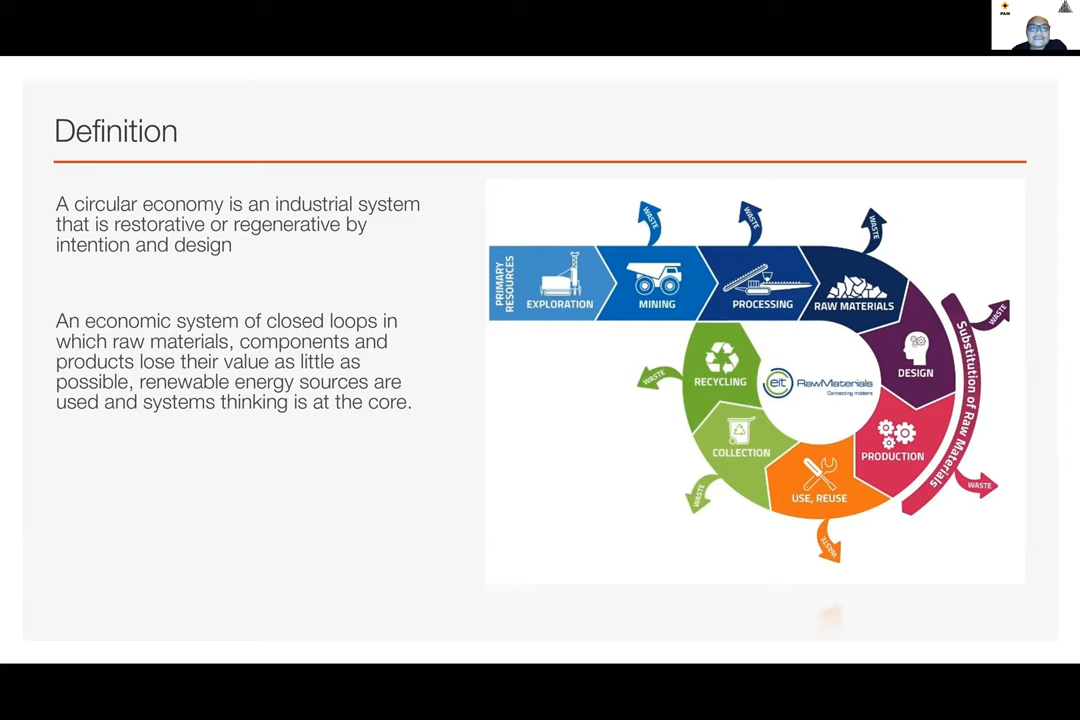 PAM
Definition
A circular economy is an industrial system
that is restorative or regenerative by
intention and design
An economic system of closed loops in
which raw materials, components and
products lose their value as little as
possible, renewable energy sources are
used and systems thinking is at the core.
WASTE
WASTE
WASTE
PRIMARY
RESOURCES
EXPLORATION
MINING
PROCESSING
RAW MATERIALS
WASTE
DESIGN
Substitution of Raw Materials
RECYCLING
WASTE
eit RawMaterials
Connecting matters
COLLECTION
PRODUCTION
USE, REUSE
WASTE
WASTE
WASTE